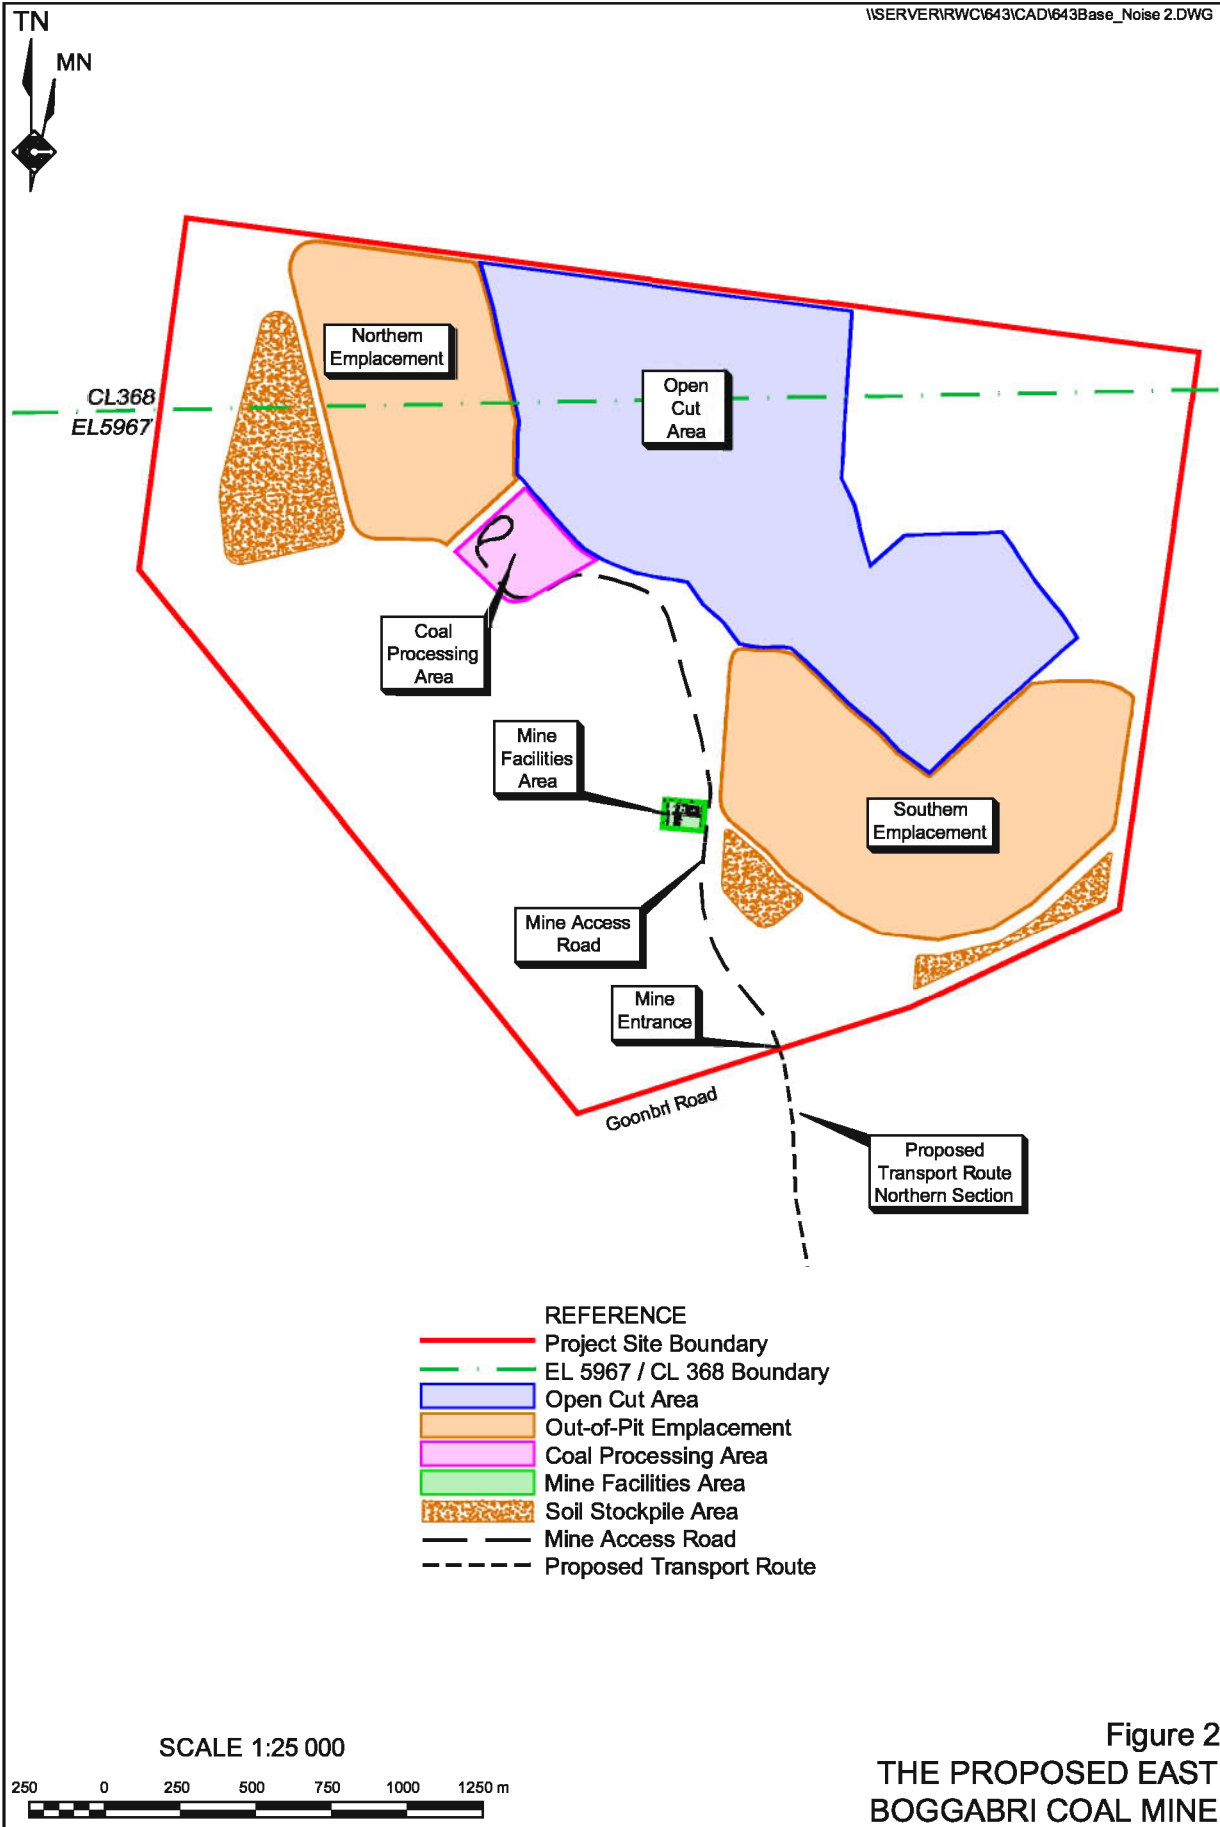 \\SERVER\RWC\643\CAD\643Base_Noise 2.DWG
TN
MN
Northern
Emplacement
Open
Cut
Area
CL368
EL5967
Coal
Processing
Area
Mine
Facilities
Area
Southern
Emplacement
Mine Access
Road
Mine
Entrance
Goonbri Road
Proposed
Transport Route
Northern Section
REFERENCE
Project Site Boundary
EL 5967 / CL 368 Boundary
Open Cut Area
Out-of-Pit Emplacement
Coal Processing Area
Mine Facilities Area
Soil Stockpile Area
Mine Access Road
Proposed Transport Route
SCALE 1:25 000
250 0 250 500 750 1000 1250 m
Figure 2
THE PROPOSED EAST
BOGGABRI COAL MINE